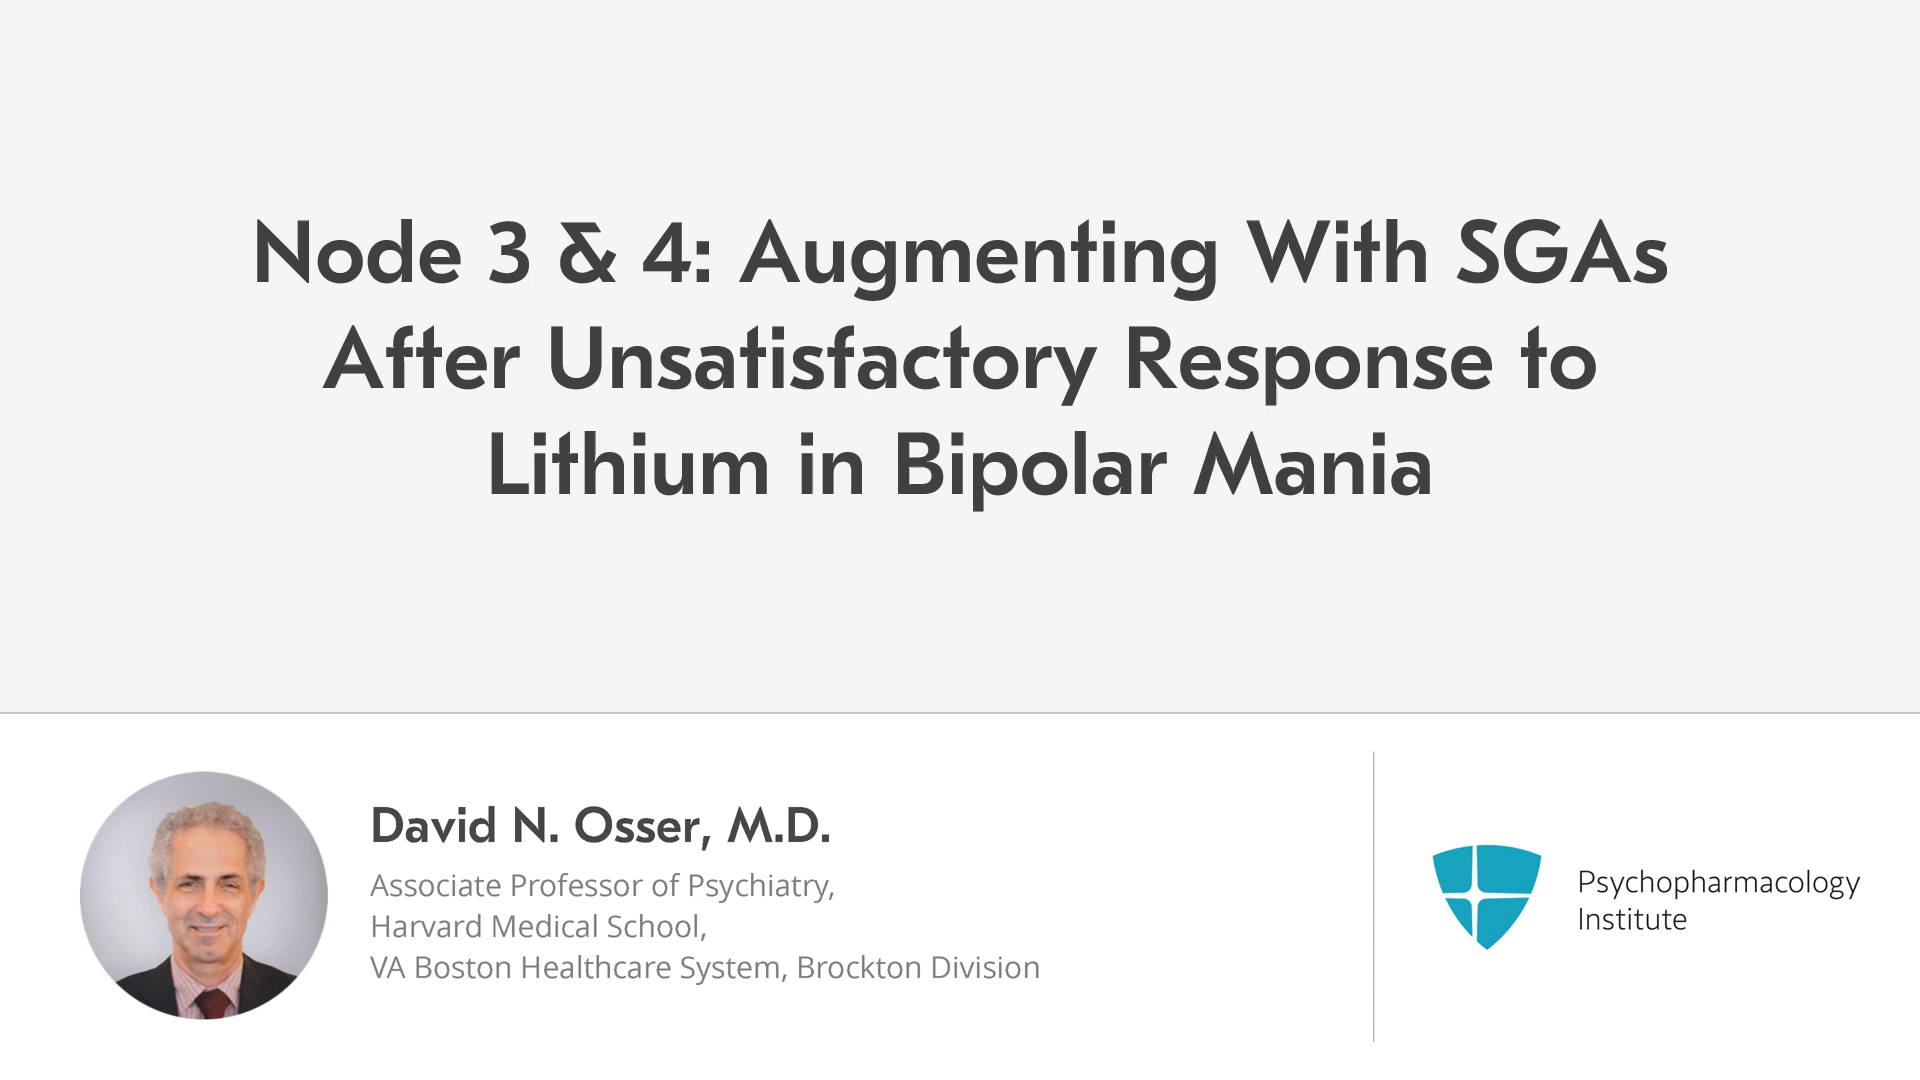 Node 3 & 4: Augmenting With SGAs
After Unsatisfactory Response to
Lithium in Bipolar Mania
David N. Osser, M.D.
Associate Professor of Psychiatry,
Harvard Medical School,
VA Boston Healthcare System, Brockton Division
Psychopharmacology
Institute